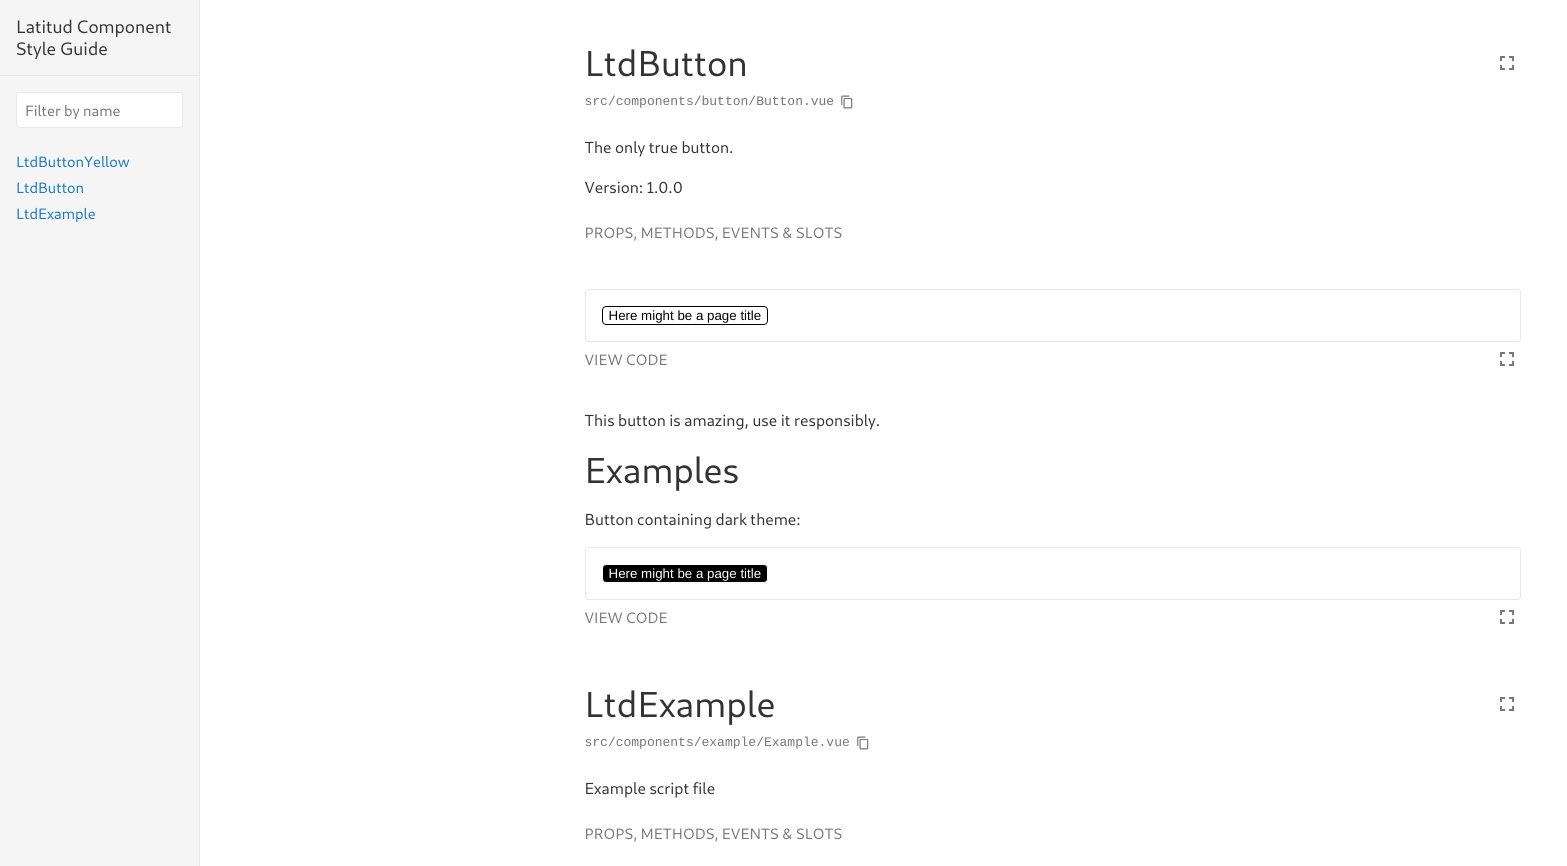 Latitud Component
Style Guide
Filter by name
LtdButtonYellow
LtdButton
LtdExample
LtdButton
src/components/button/Button.vue
The only true button.
Version: 1.0.0
PROPS, METHODS, EVENTS & SLOTS
Here might be a page title
VIEW CODE
This button is amazing, use it responsibly.
Examples
Button containing dark theme:
Here might be a page title
VIEW CODE
LtdExample
src/components/example/Example.vue
Example script file
PROPS, METHODS, EVENTS & SLOTS